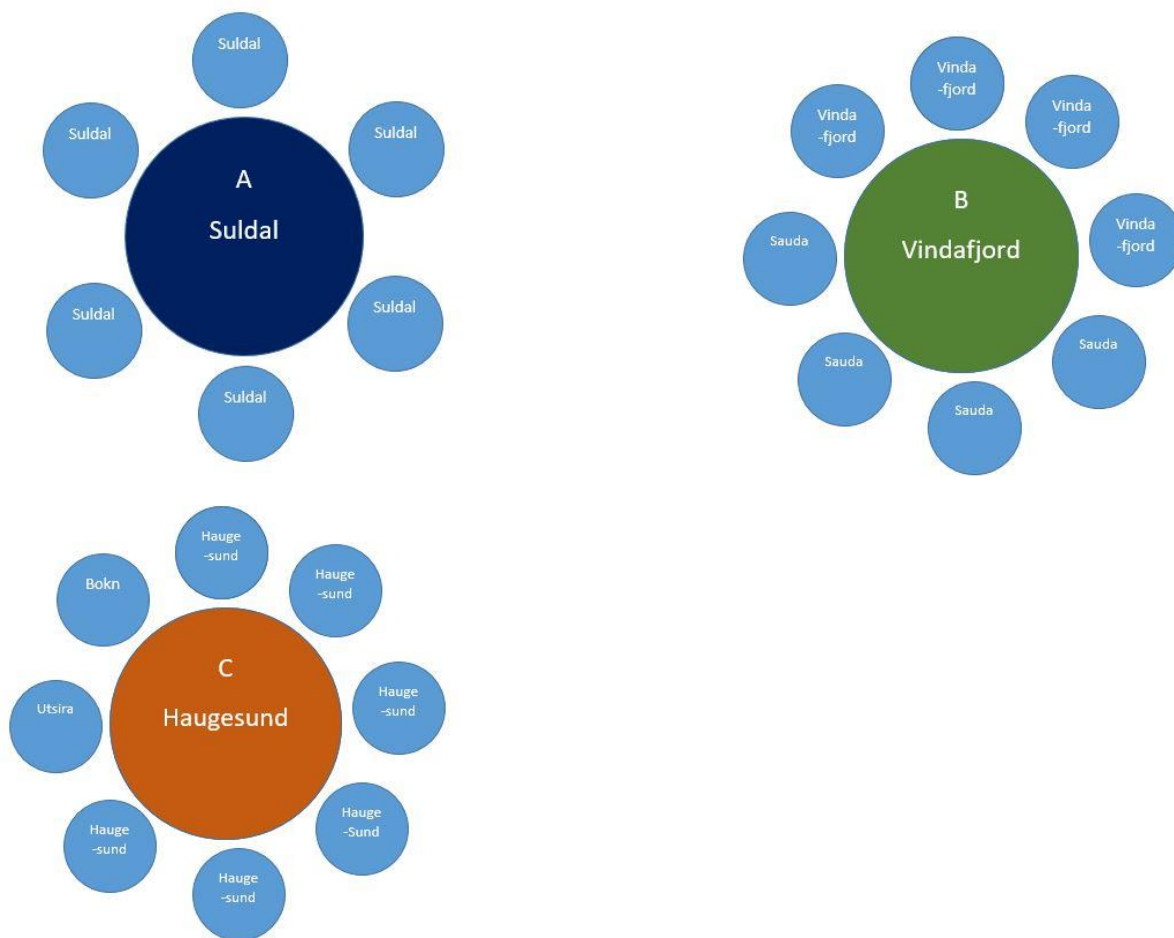 Suldal
Suldal
Suldal
A
Suldal
Suldal
Suldal
Suldal
Vinda
-fjord
Vinda
-fjord
Vinda
-fjord
B
Vindafjord
Vinda
-fjord
Sauda
Sauda
Sauda
Sauda
Hauge
-sund
Hauge
-sund
Bokn
C
Haugesund
Hauge
-sund
Utsira
Hauge
-Sund
Hauge
-sund
Hauge
-sund